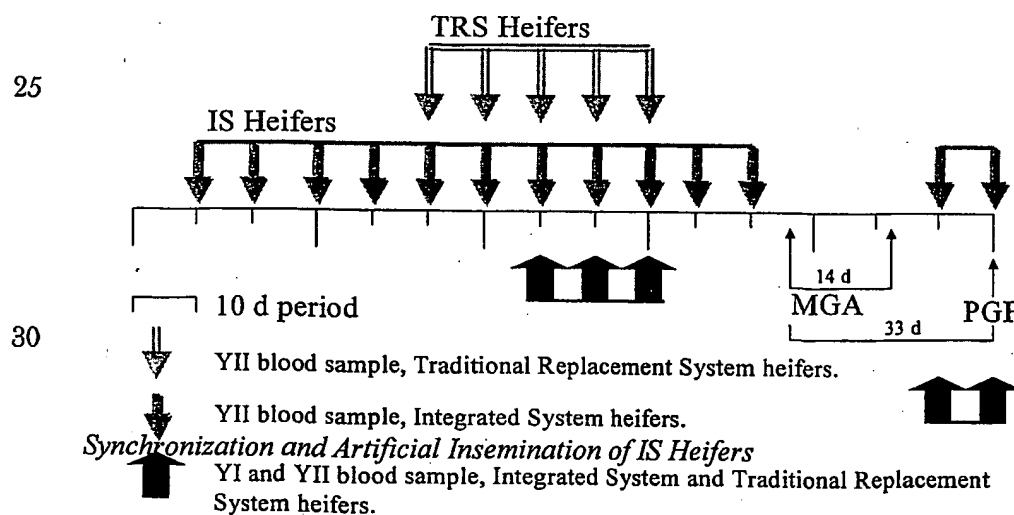 TRS Heifers
25
IS Heifers
14 d
MGA
PGF
10 d period
33 d
30
YII blood sample, Traditional Replacement System heifers.
YII blood sample, Integrated System heifers.
Synchronization and Artificial Insemination of IS Heifers
YI and YII blood sample, Integrated System and Traditional Replacement
System heifers.